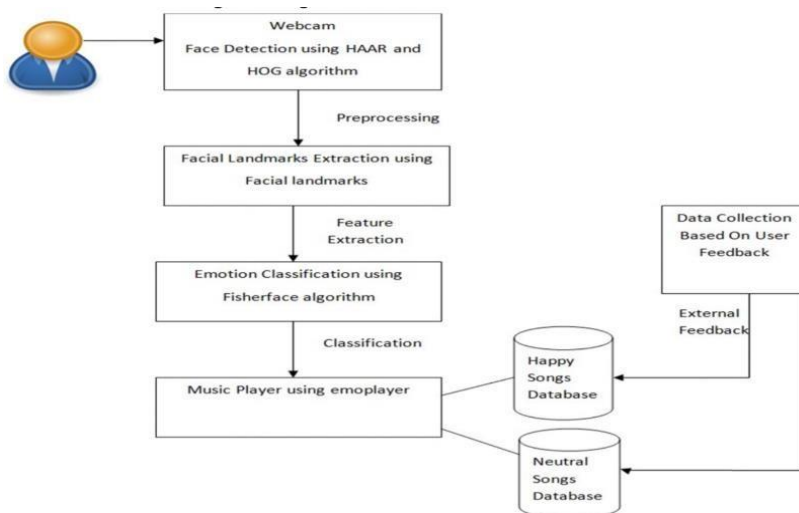 Webcam
Face Detection using HAAR and
HOG algorithm
Preprocessing
Facial Landmarks Extraction using
Facial landmarks
Feature
Extraction
Data Collection
Based On User
Feedback
Emotion Classification using
Fisherface algorithm
External
Feedback
Classification
Happy
Songs
Database
Music Player using emoplayer
Neutral
Songs
Database